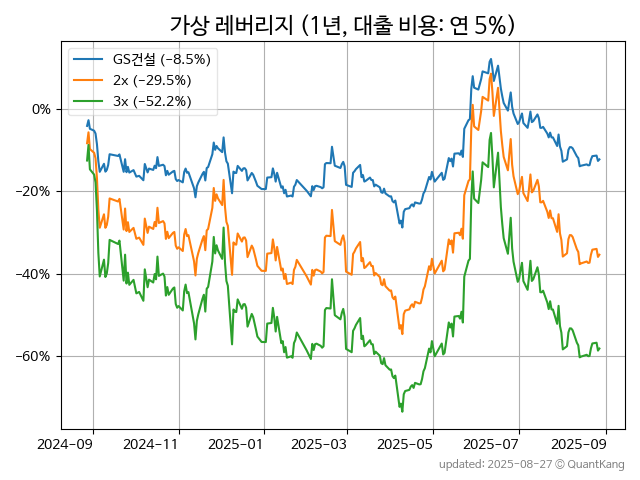 가상 레버리지 (1년, 대출 비용: 연 5%)
GS건설 (−8.5%)
2x (−29.5%)
3x (−52.2%)
0%
−20%
−40%
−60%
2024-09 2024-11 2025-01 2025-03 2025-05 2025-07 2025-09
updated: 2025-08-27 © QuantKang